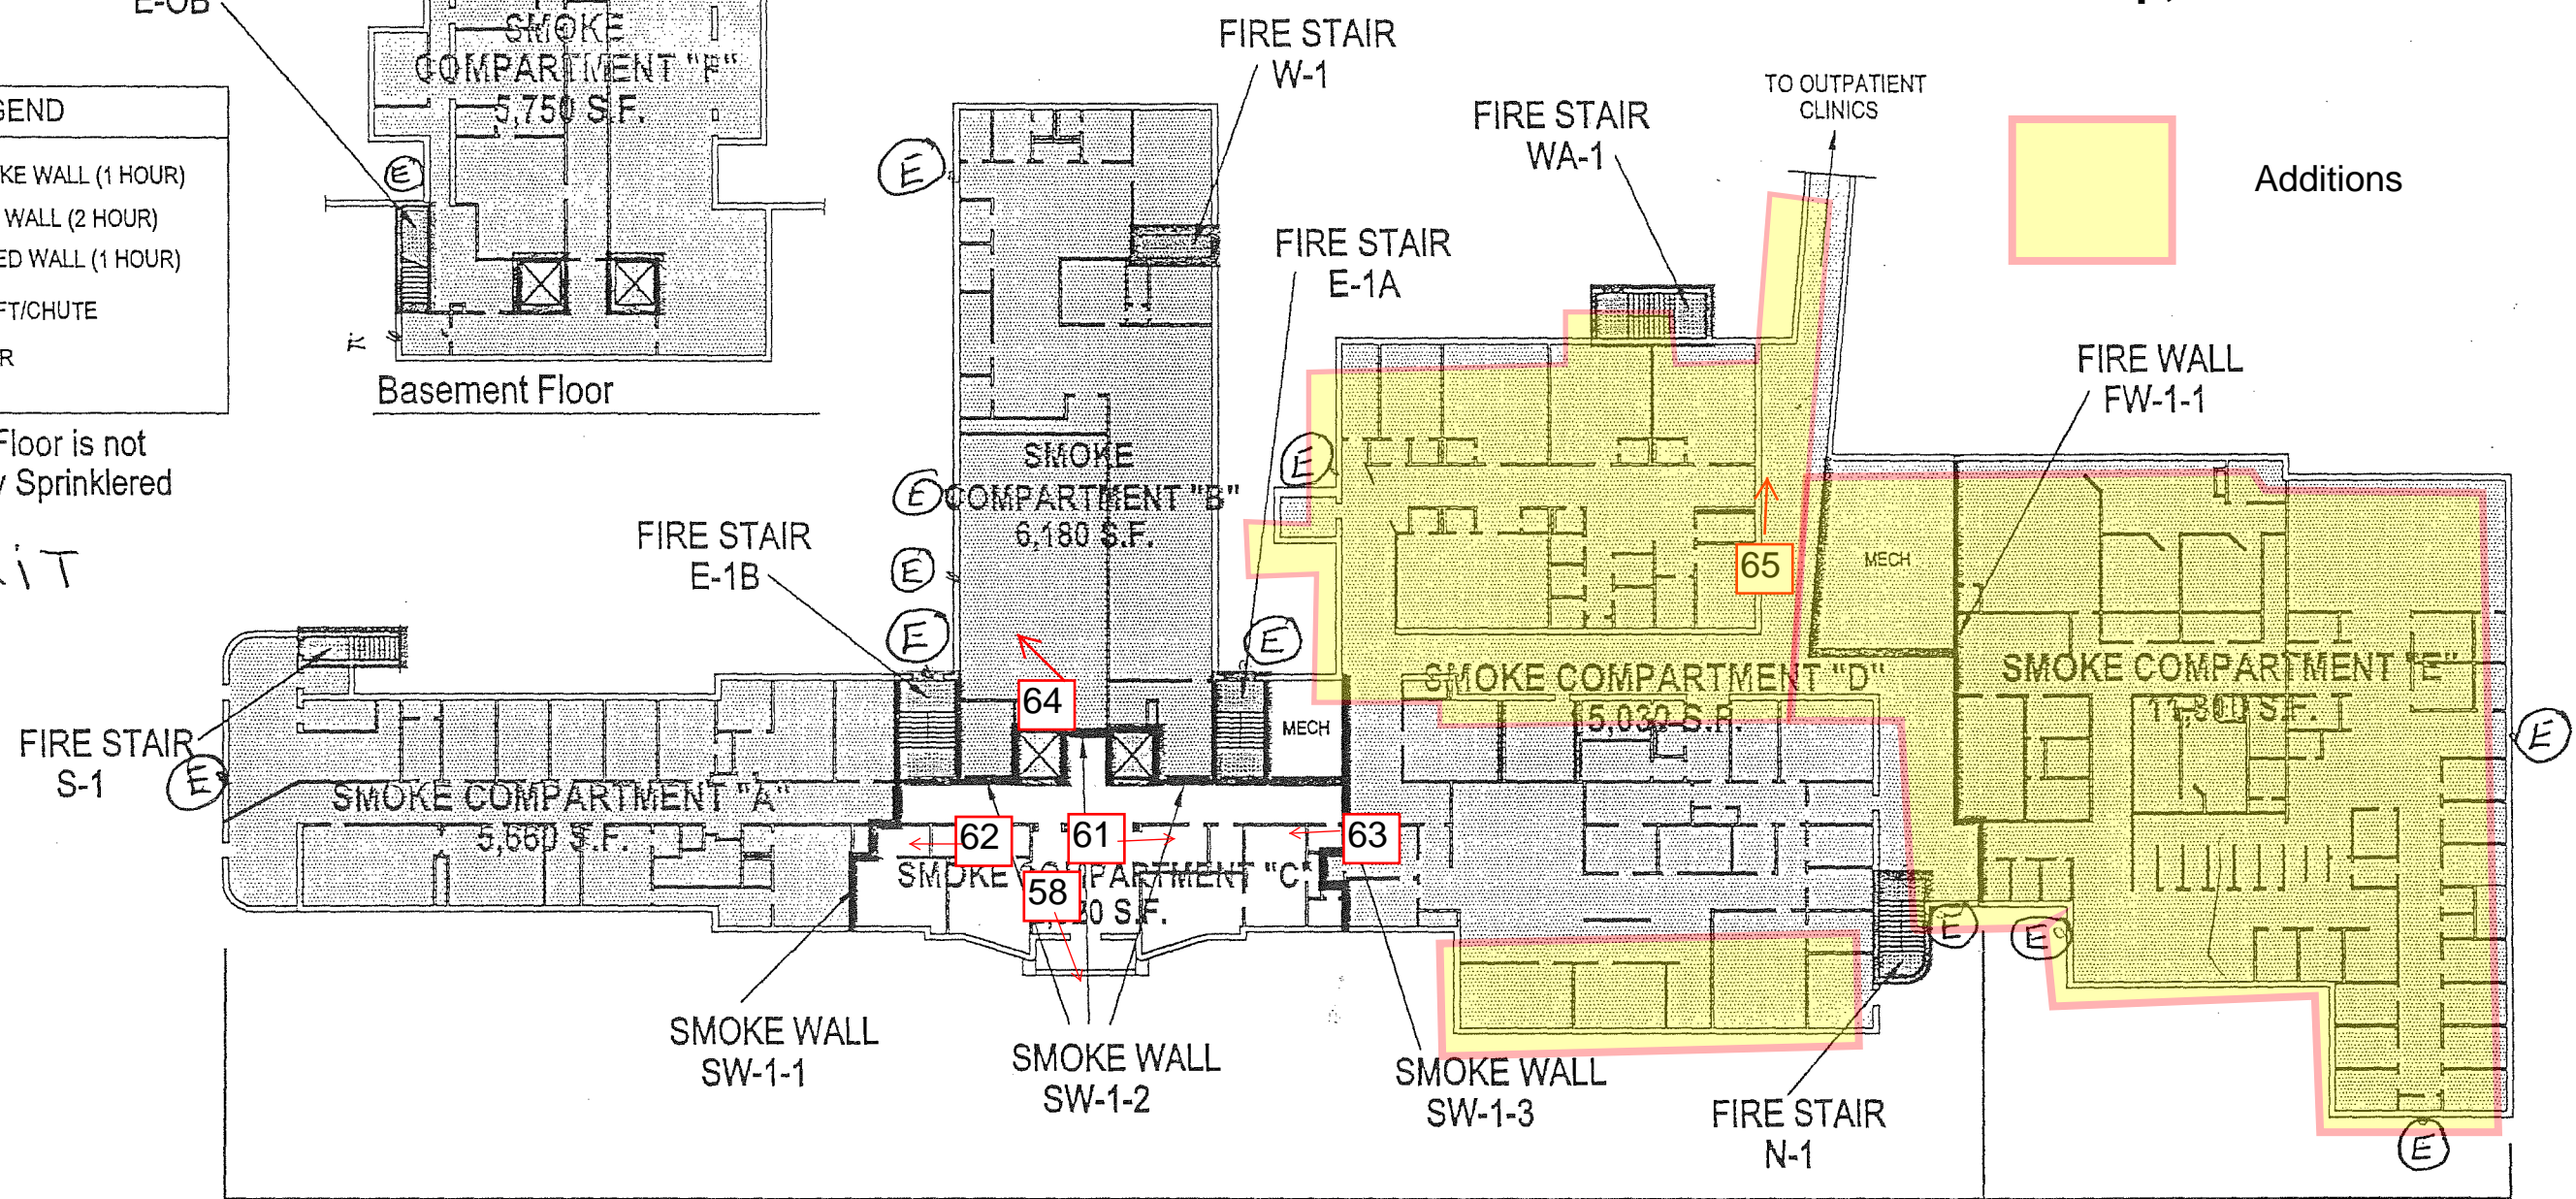 E-OB
SMOKE
COMPARTMENT "F"
5,750 S.F.
E
Basement Floor
GEND
KE WALL (1 HOUR)
WALL (2 HOUR)
ED WALL (1 HOUR)
FT/CHUTE
R
Floor is not
y Sprinklered
iT
FIRE STAIR
W-1
FIRE STAIR
WA-1
TO OUTPATIENT
CLINICS
Additions
FIRE STAIR
E-1A
FIRE WALL
FW-1-1
FIRE STAIR
E-1B
FIRE STAIR
S-1
E
E
E
E
E
E
E
E
E
E
E
SMOKE
COMPARTMENT "B"
6,180 S.F.
65
MECH
64
MECH
SMOKE COMPARTMENT "D"
5,030 S.F.
SMOKE COMPARTMENT "E"
11,800 S.F.
SMOKE COMPARTMENT "A"
5,660 S.F.
62
61
63
SMOKE COMPARTMENT "C"
58
S.F.
SMOKE WALL
SW-1-1
SMOKE WALL
SW-1-2
SMOKE WALL
SW-1-3
FIRE STAIR
N-1